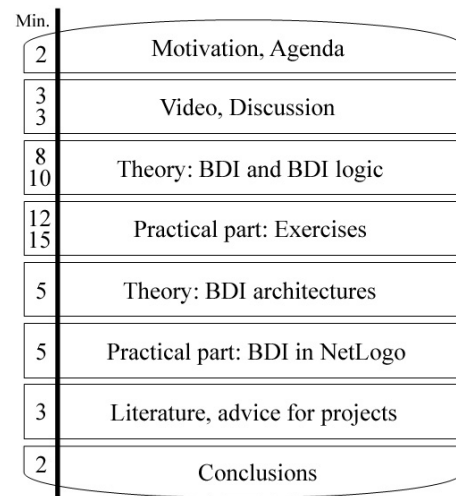 Min.
2 Motivation, Agenda
3
3 Video, Discussion
8
10 Theory: BDI and BDI logic
12
15 Practical part: Exercises
5 Theory: BDI architectures
5 Practical part: BDI in NetLogo
3 Literature, advice for projects
2 Conclusions